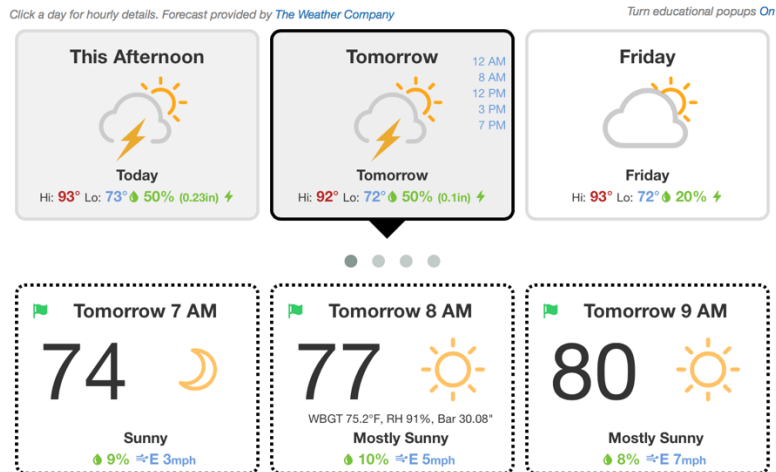 Click a day for hourly details. Forecast provided by The Weather Company
Turn educational popups On
This Afternoon
Today
Hi: 93° Lo: 73° 50% (0.23in)
Tomorrow
12 AM
8 AM
12 PM
3 PM
7 PM
Tomorrow
Hi: 92° Lo: 72° 50% (0.1in)
Friday
Friday
Hi: 93° Lo: 72° 20%
Tomorrow 7 AM
74
Sunny
9% E 3mph
Tomorrow 8 AM
77
WBGT 75.2°F, RH 91%, Bar 30.08"
Mostly Sunny
10% E 5mph
Tomorrow 9 AM
80
Mostly Sunny
8% E 7mph